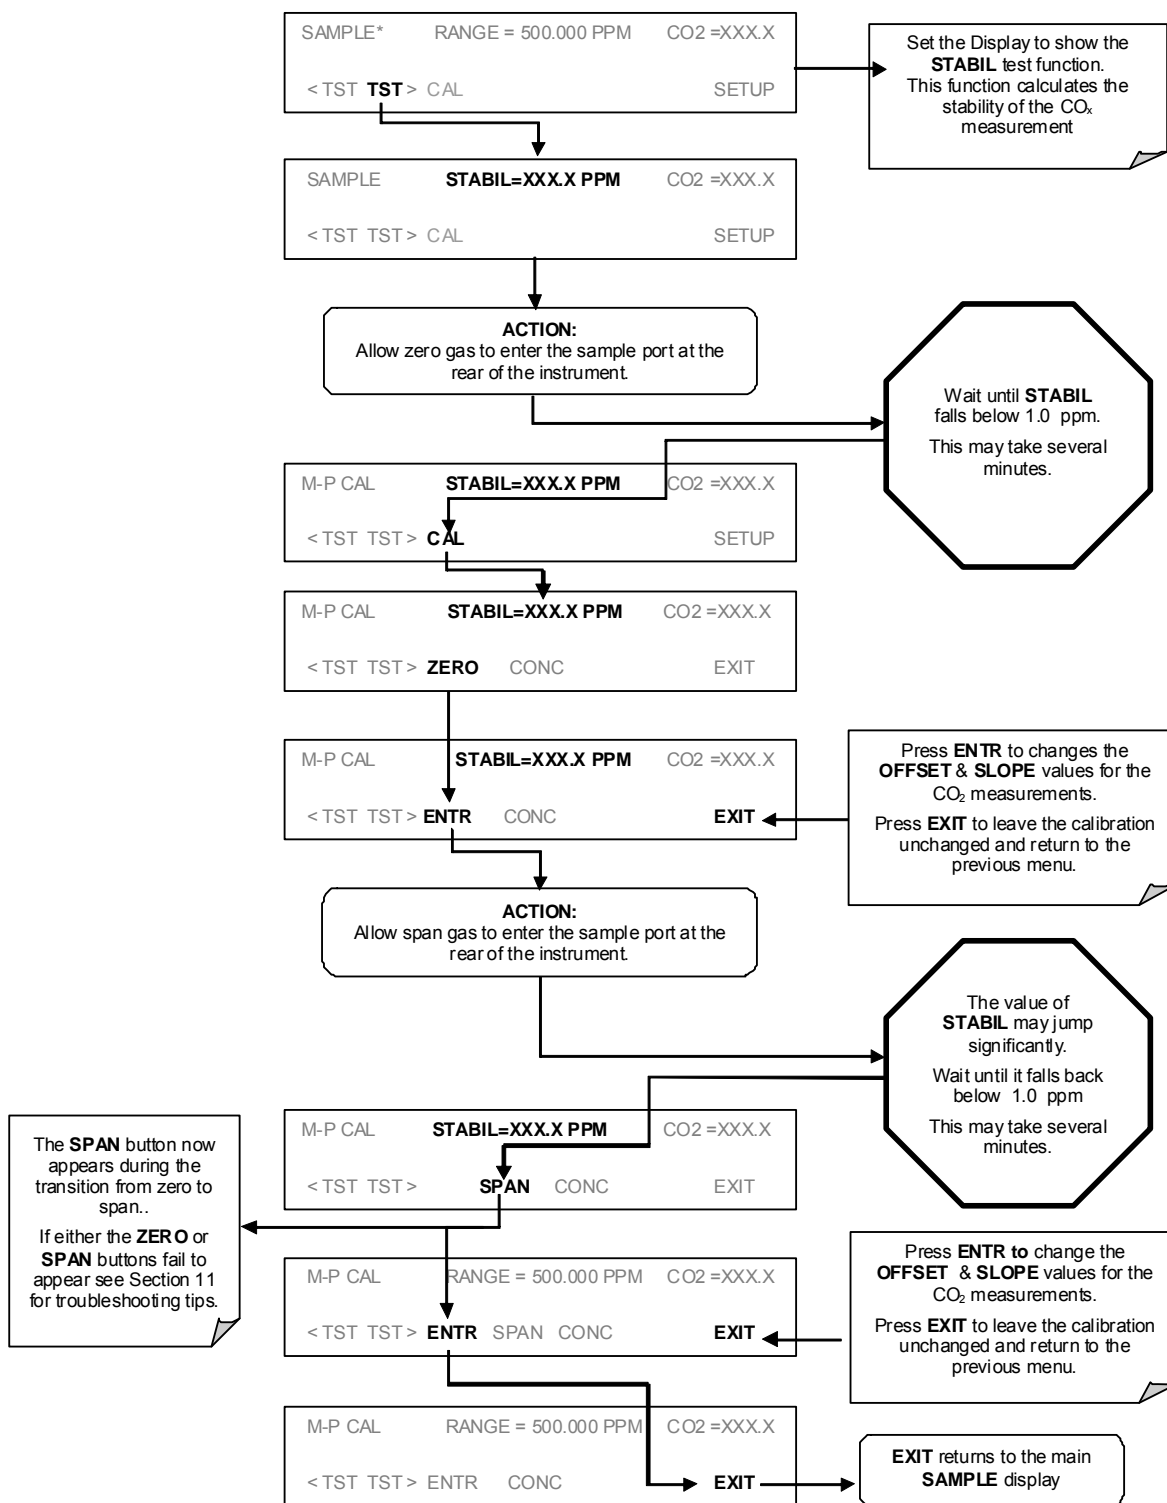 SAMPLE* RANGE = 500.000 PPM CO2 =XXX.X
< TST TST > CAL SETUP
Set the Display to show the
STABIL test function.
This function calculates the
stability of the COx
measurement
SAMPLE STABIL=XXX.X PPM CO2 =XXX.X
< TST TST > CAL SETUP
ACTION:
Allow zero gas to enter the sample port at the
rear of the instrument.
Wait until STABIL
falls below 1.0 ppm.
This may take several
minutes.
M-P CAL STABIL=XXX.X PPM CO2 =XXX.X
< TST TST > CAL SETUP
M-P CAL STABIL=XXX.X PPM CO2 =XXX.X
< TST TST > ZERO CONC EXIT
M-P CAL STABIL=XXX.X PPM CO2 =XXX.X
< TST TST > ENTR CONC EXIT
Press ENTR to changes the
OFFSET & SLOPE values for the
CO2 measurements.
Press EXIT to leave the calibration
unchanged and return to the
previous menu.
ACTION:
Allow span gas to enter the sample port at the
rear of the instrument.
The value of
STABIL may jump
significantly.
Wait until it falls back
below 1.0 ppm
This may take several
minutes.
M-P CAL STABIL=XXX.X PPM CO2 =XXX.X
< TST TST > SPAN CONC EXIT
The SPAN button now
appears during the
transition from zero to
span..
If either the ZERO or
SPAN buttons fail to
appear see Section 11
for troubleshooting tips.
M-P CAL RANGE = 500.000 PPM CO2 =XXX.X
< TST TST > ENTR SPAN CONC EXIT
Press ENTR to change the
OFFSET & SLOPE values for the
CO2 measurements.
Press EXIT to leave the calibration
unchanged and return to the
previous menu.
M-P CAL RANGE = 500.000 PPM CO2 =XXX.X
< TST TST > ENTR CONC EXIT
EXIT returns to the main
SAMPLE display